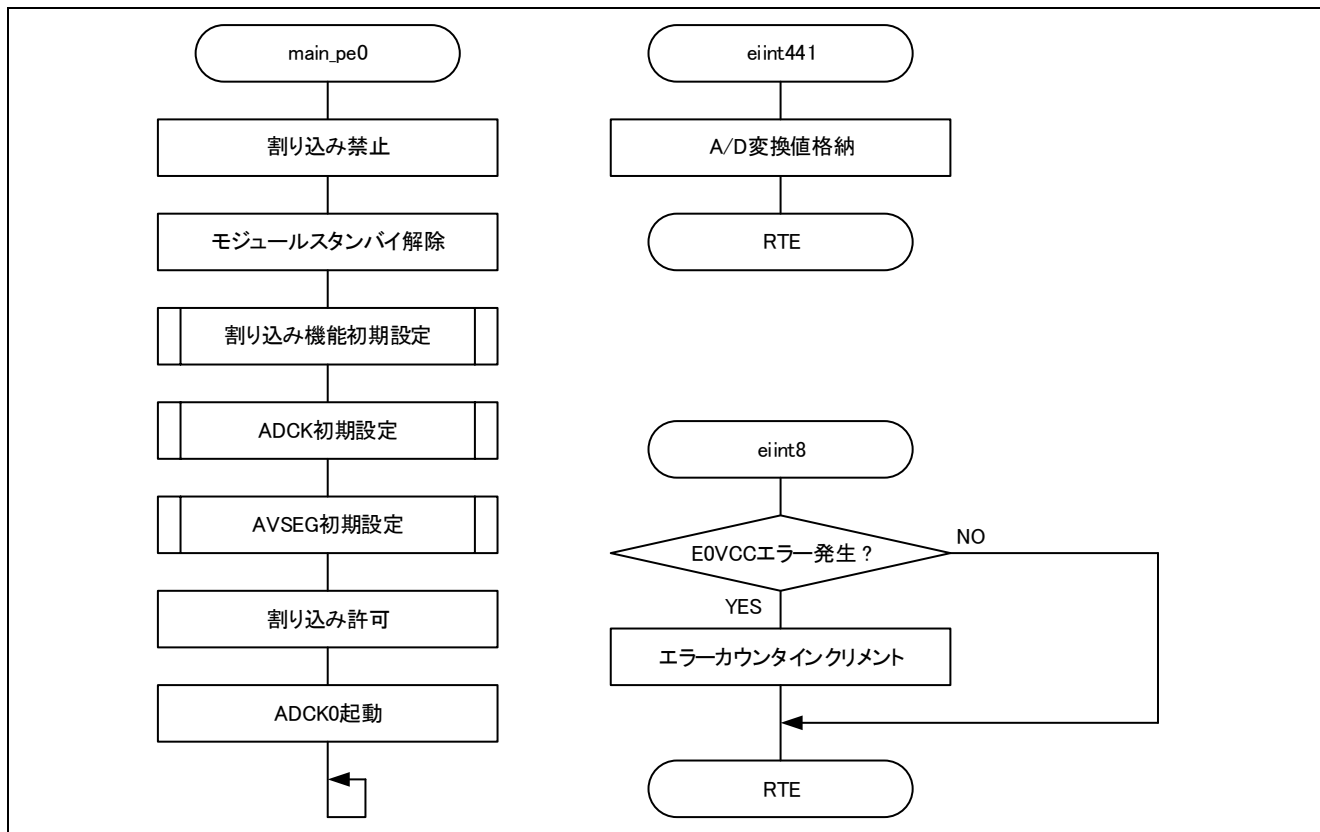 main_pe0
割り込み禁止
モジュールスタンバイ解除
割り込み機能初期設定
ADCK初期設定
AVSEG初期設定
割り込み許可
ADCK0起動
eiint441
A/D変換値格納
RTE
eiint8
E0VCCエラー発生？
NO
YES
エラーカウンタインクリメント
RTE